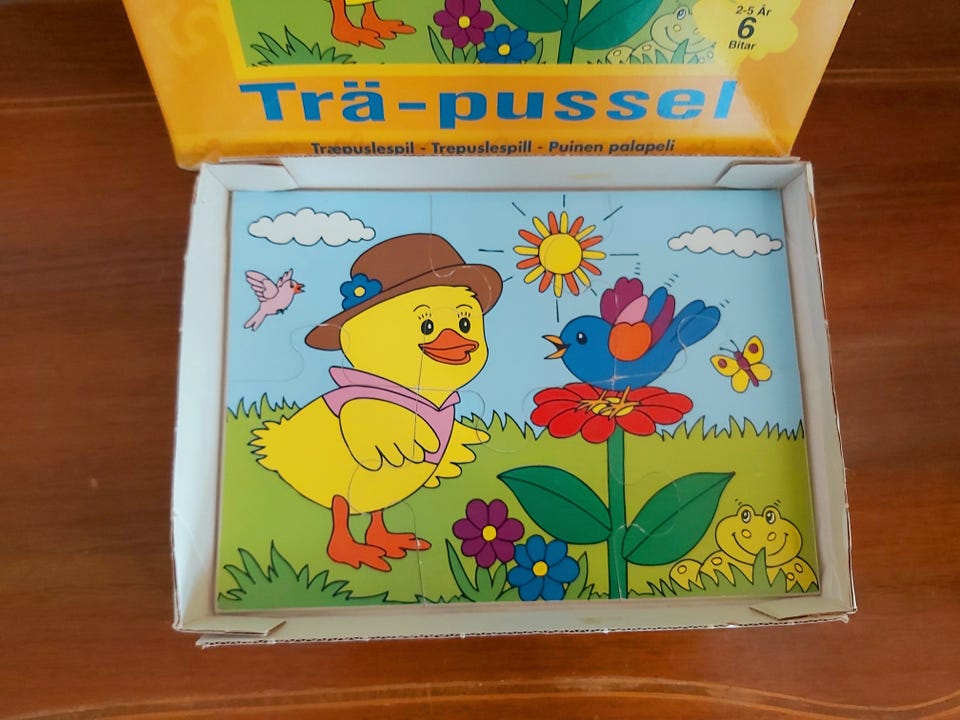 2-5 År
6
Bitar
Trä-pussel
Træpuslespil - Trepuslespill - Puinen palapeli